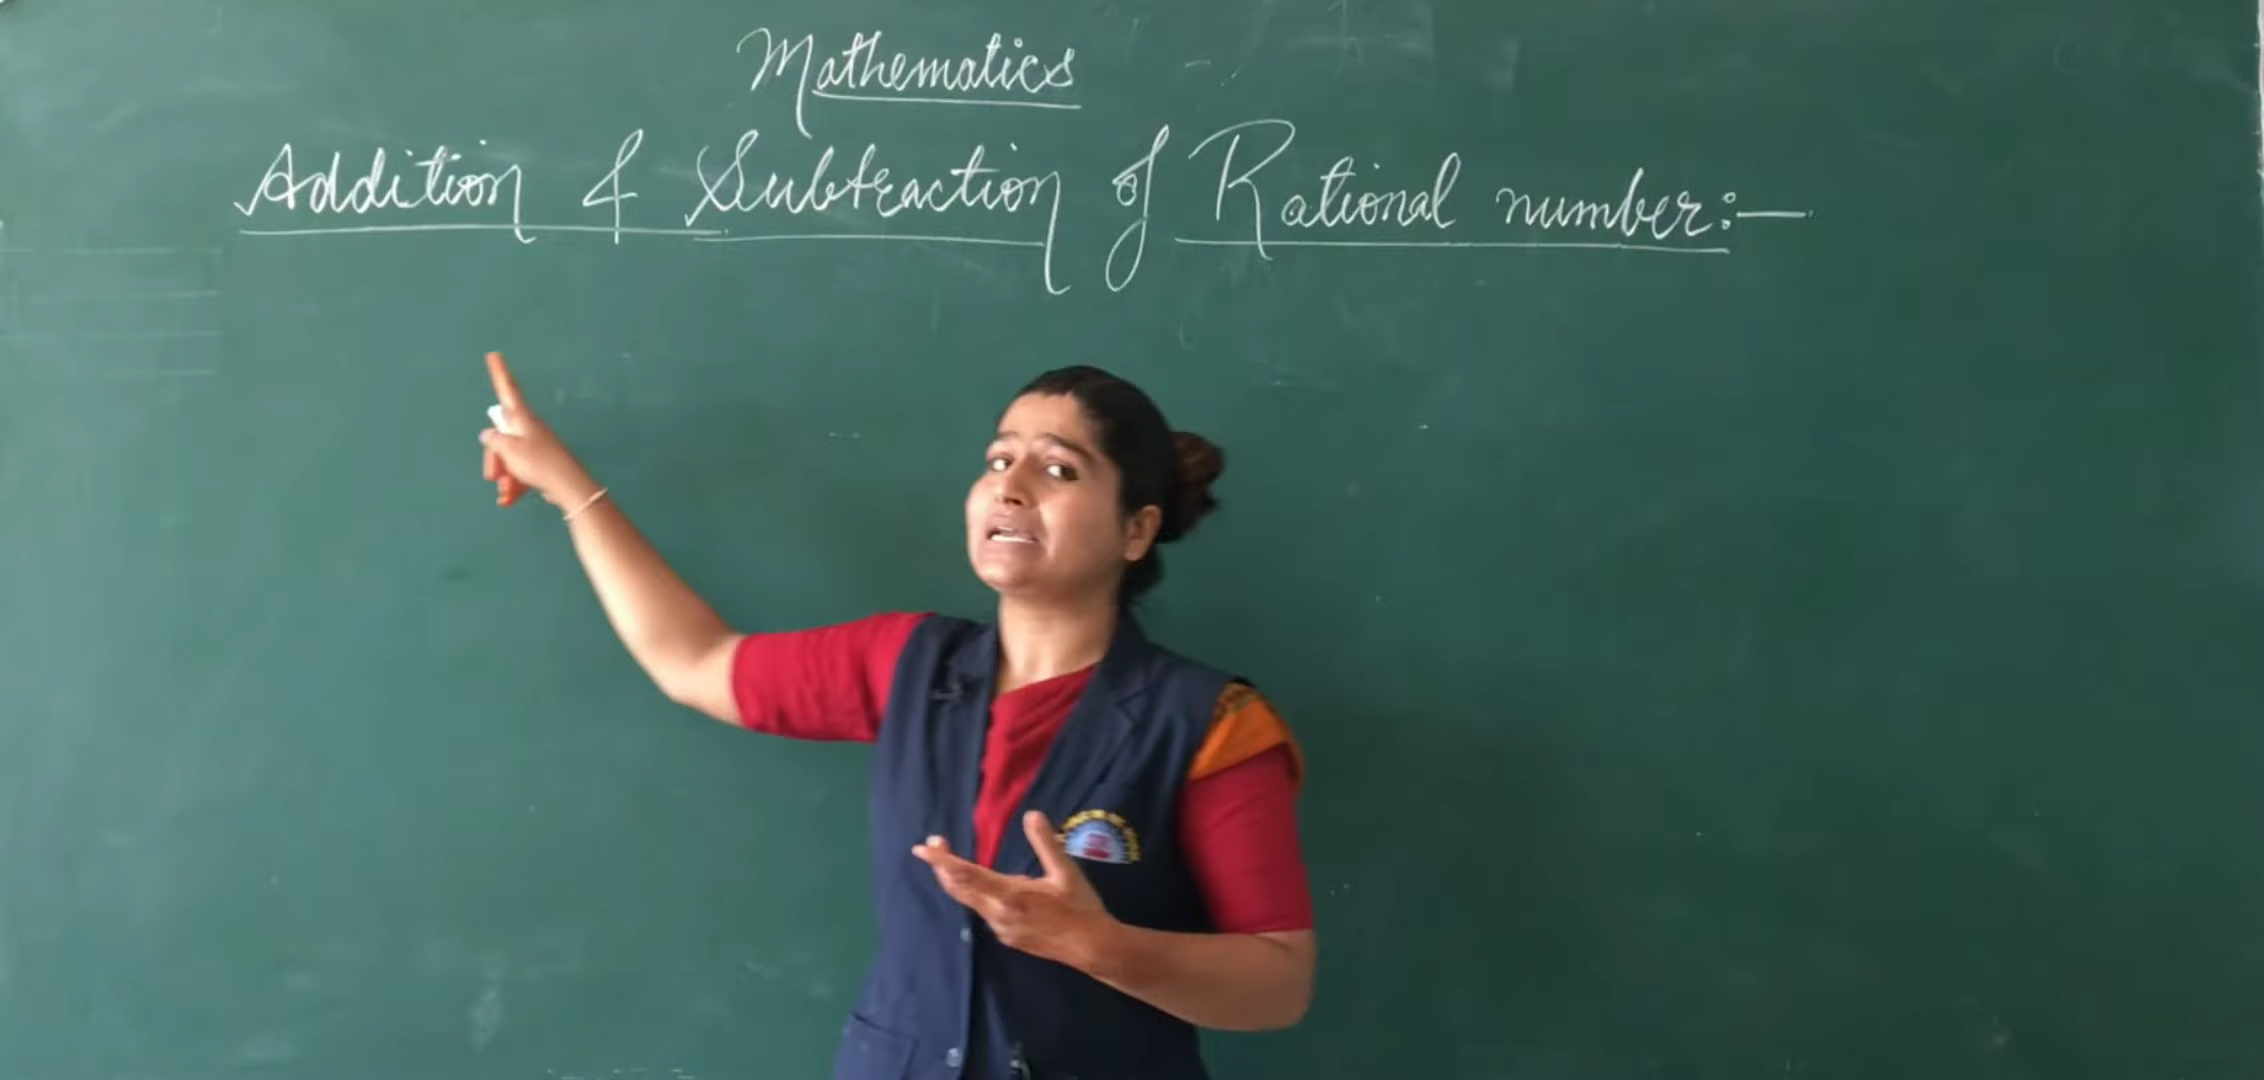 Mathematics
Addition & Subtraction of Rational number:—